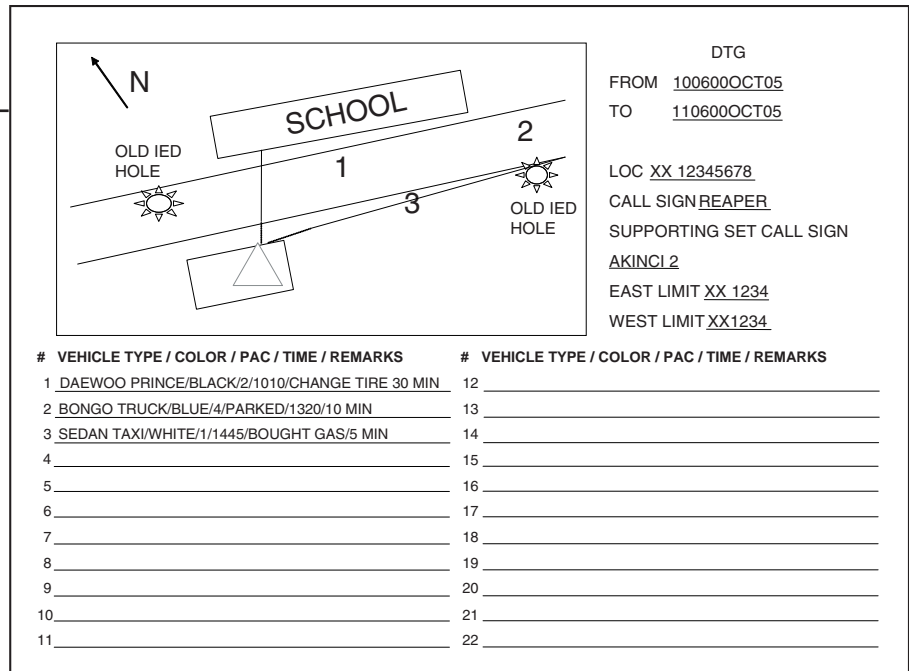 N
SCHOOL
OLD IED
HOLE
1
2
3
OLD IED
HOLE
DTG
FROM 100600OCT05
TO 110600OCT05
LOC XX 12345678
CALL SIGN REAPER
SUPPORTING SET CALL SIGN
AKINCI 2
EAST LIMIT XX 1234
WEST LIMIT XX1234
# VEHICLE TYPE / COLOR / PAC / TIME / REMARKS
1 DAEWOO PRINCE/BLACK/2/1010/CHANGE TIRE 30 MIN
2 BONGO TRUCK/BLUE/4/PARKED/1320/10 MIN
3 SEDAN TAXI/WHITE/1/1445/BOUGHT GAS/5 MIN
4
5
6
7
8
9
10
11
# VEHICLE TYPE / COLOR / PAC / TIME / REMARKS
12
13
14
15
16
17
18
19
20
21
22